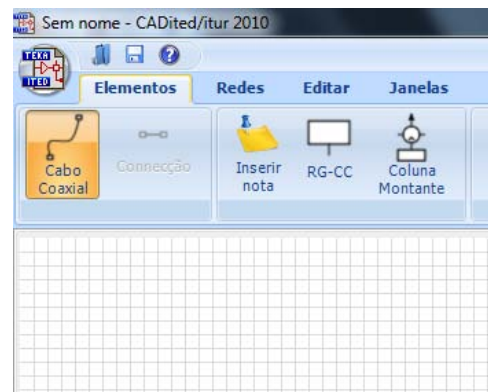 Sem nome - CADited/itur 2010
TEXA
ITED
Elementos Redes Editar Janelas
Cabo Coaxial
Connecção
Inserir nota
RG-CC
Coluna Montante